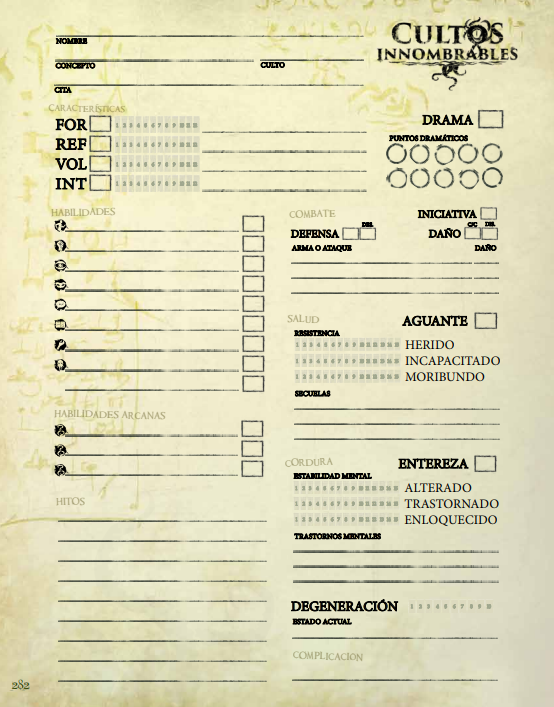 CULTOS
INNOMBRABLES
NOMBRE
CONCEPTO CULTO
CITA
CARACTERÍSTICAS
FOR
REF
VOL
INT
DRAMA
PUNTOS DRAMÁTICOS
HABILIDADES
HABILIDADES ARCANAS
HITOS
COMBATE
INICIATIVA
DEFENSA DAÑO
ARMA O ATAQUE DAÑO
SALUD
AGUANTE
RESISTENCIA
HERIDO
INCAPACITADO
MORIBUNDO
SECUELAS
CORDURA
ENTEREZA
ESTABILIDAD MENTAL
ALTERADO
TRASTORNADO
ENLOQUECIDO
TRASTORNOS MENTALES
DEGENERACIÓN
ESTADO ACTUAL
COMPLICACIÓN
282